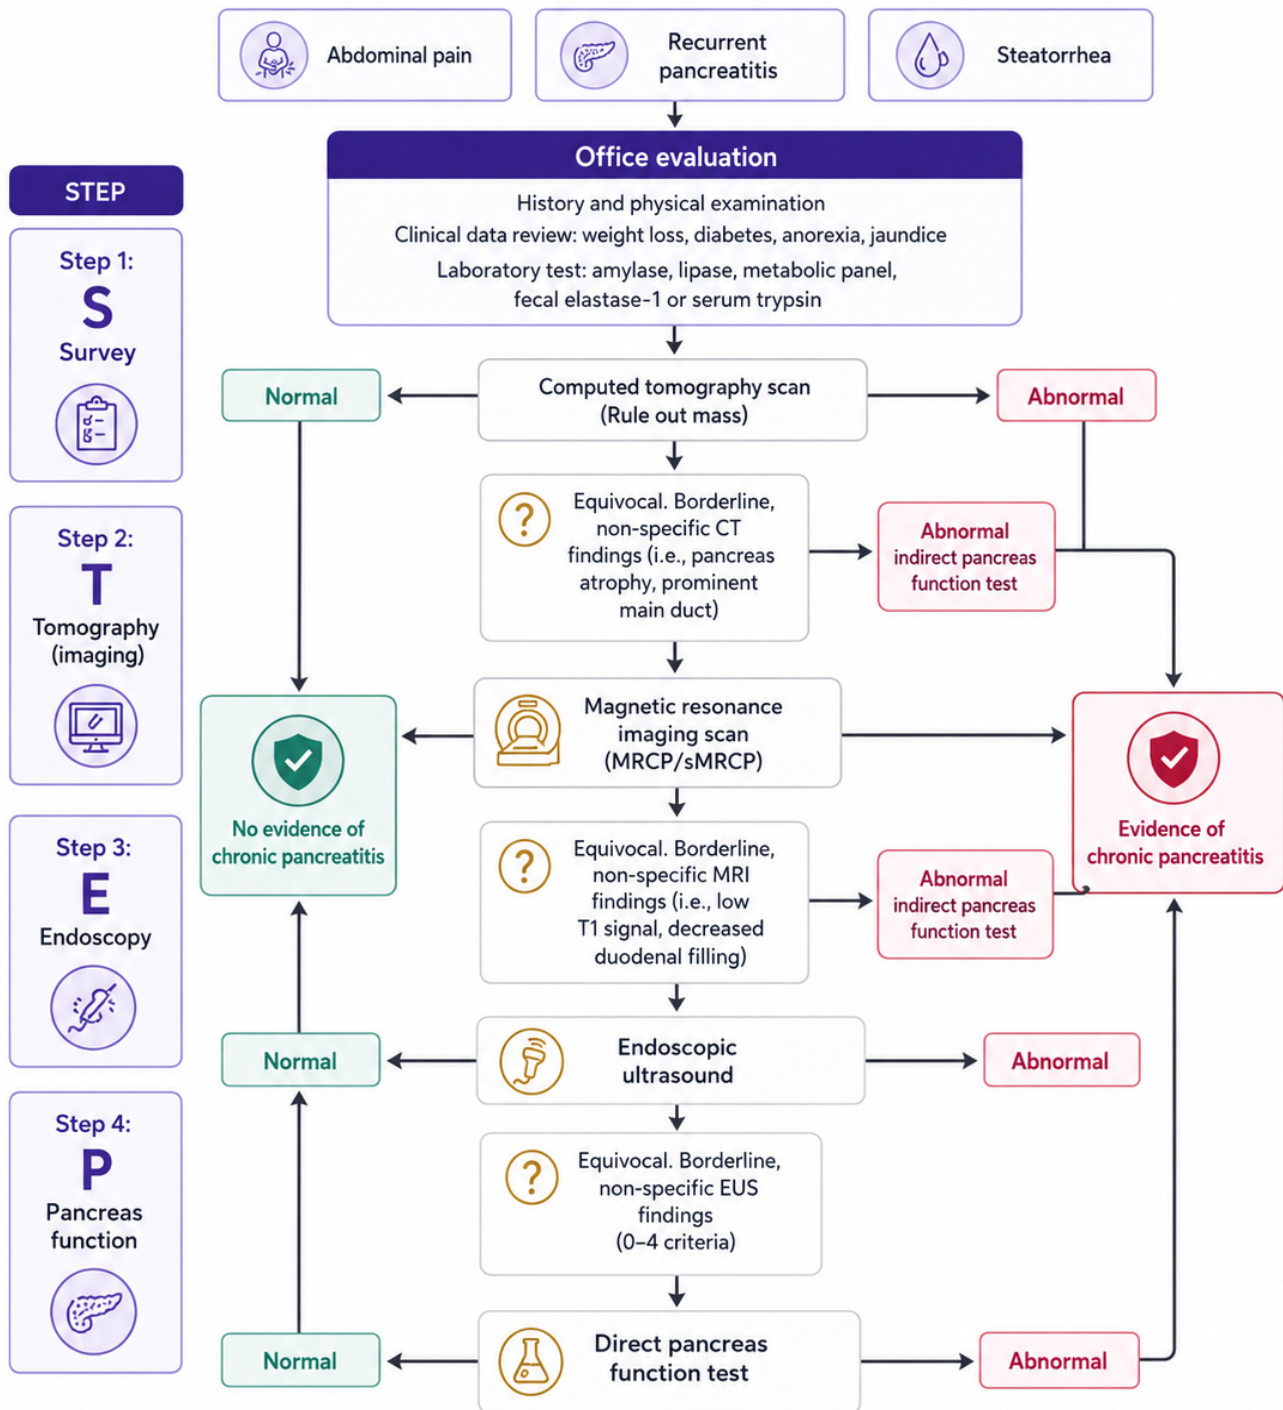 Abdominal pain
Recurrent
pancreatitis
Steatorrhea
Office evaluation
History and physical examination
Clinical data review: weight loss, diabetes, anorexia, jaundice
Laboratory test: amylase, lipase, metabolic panel,
fecal elastase-1 or serum trypsin
STEP
Step 1:
S
Survey
Step 2:
T
Tomography
(imaging)
Step 3:
E
Endoscopy
Step 4:
P
Pancreas
function
Normal
Computed tomography scan
(Rule out mass)
Abnormal
?
Equivocal. Borderline,
non-specific CT
findings (i.e., pancreas
atrophy, prominent
main duct)
Abnormal
indirect pancreas
function test
No evidence of
chronic pancreatitis
Magnetic resonance
imaging scan
(MRCP/sMRCP)
Evidence of
chronic pancreatitis
?
Equivocal. Borderline,
non-specific MRI
findings (i.e., low
T1 signal, decreased
duodenal filling)
Abnormal
indirect pancreas
function test
Normal
Endoscopic
ultrasound
Abnormal
?
Equivocal. Borderline,
non-specific EUS
findings
(0–4 criteria)
Normal
Direct pancreas
function test
Abnormal